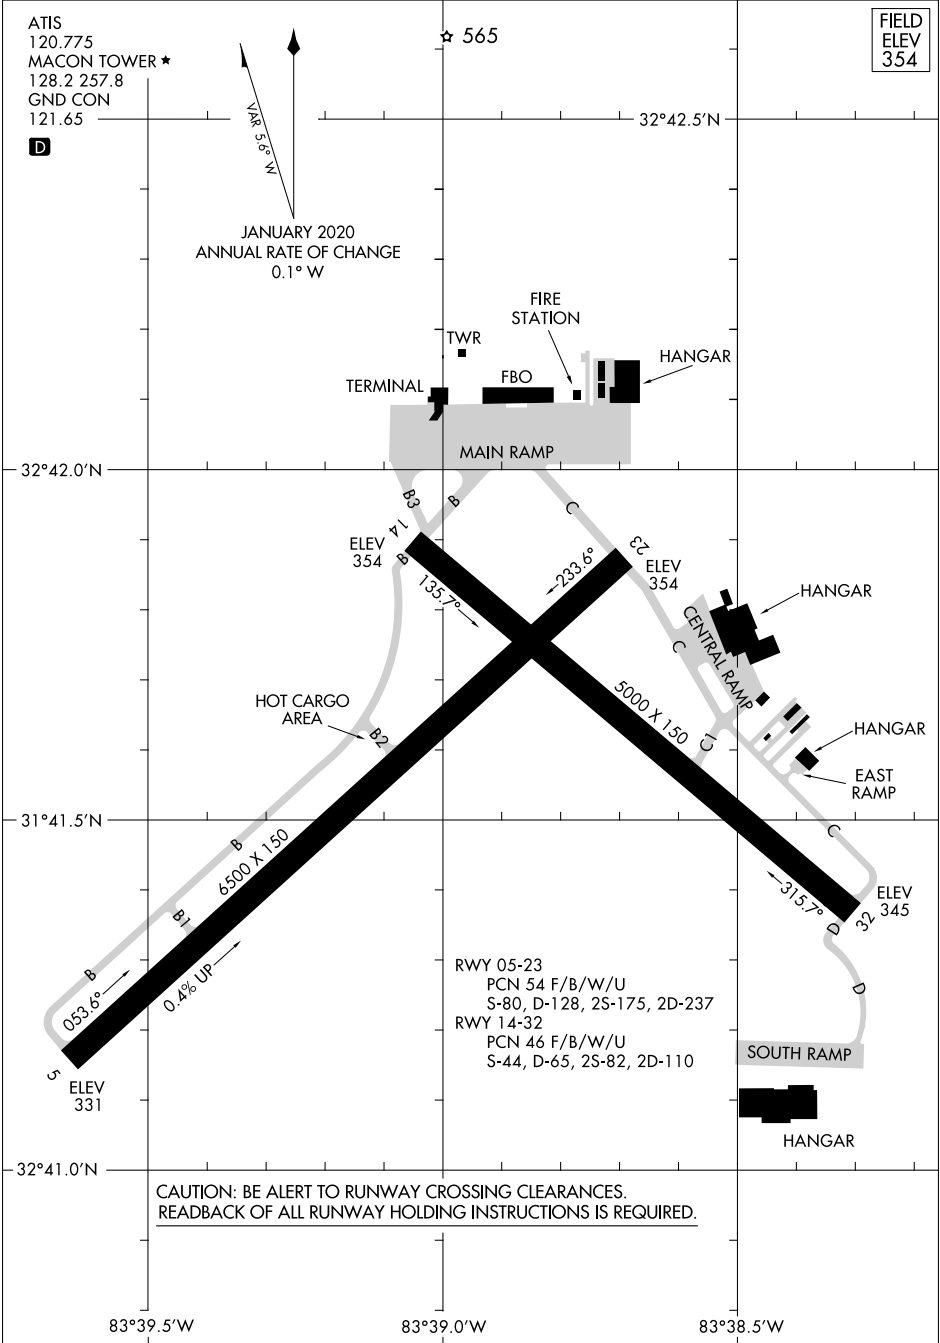 ATIS
120.775
MACON TOWER ★
128.2 257.8
GND CON
121.65
D
565
FIELD
ELEV
354
32°42.5'N
VAR 5.6° W
JANUARY 2020
ANNUAL RATE OF CHANGE
0.1° W
FIRE
STATION
TWR
HANGAR
TERMINAL
FBO
MAIN RAMP
32°42.0'N
B3
B
C
14
23
ELEV
354
B
135.7°
233.6°
ELEV
354
HANGAR
C
CENTRAL RAMP
5000 X 150
HOT CARGO
AREA
B2
C1
HANGAR
EAST
RAMP
31°41.5'N
B
C
6500 X 150
315.7°
ELEV
345
B1
D
32
B
053.6°
0.4% UP
D
RWY 05-23
PCN 54 F/B/W/U
S-80, D-128, 2S-175, 2D-237
RWY 14-32
PCN 46 F/B/W/U
S-44, D-65, 2S-82, 2D-110
SOUTH RAMP
5
ELEV
331
HANGAR
32°41.0'N
CAUTION: BE ALERT TO RUNWAY CROSSING CLEARANCES.
READBACK OF ALL RUNWAY HOLDING INSTRUCTIONS IS REQUIRED.
83°39.5'W
83°39.0'W
83°38.5'W